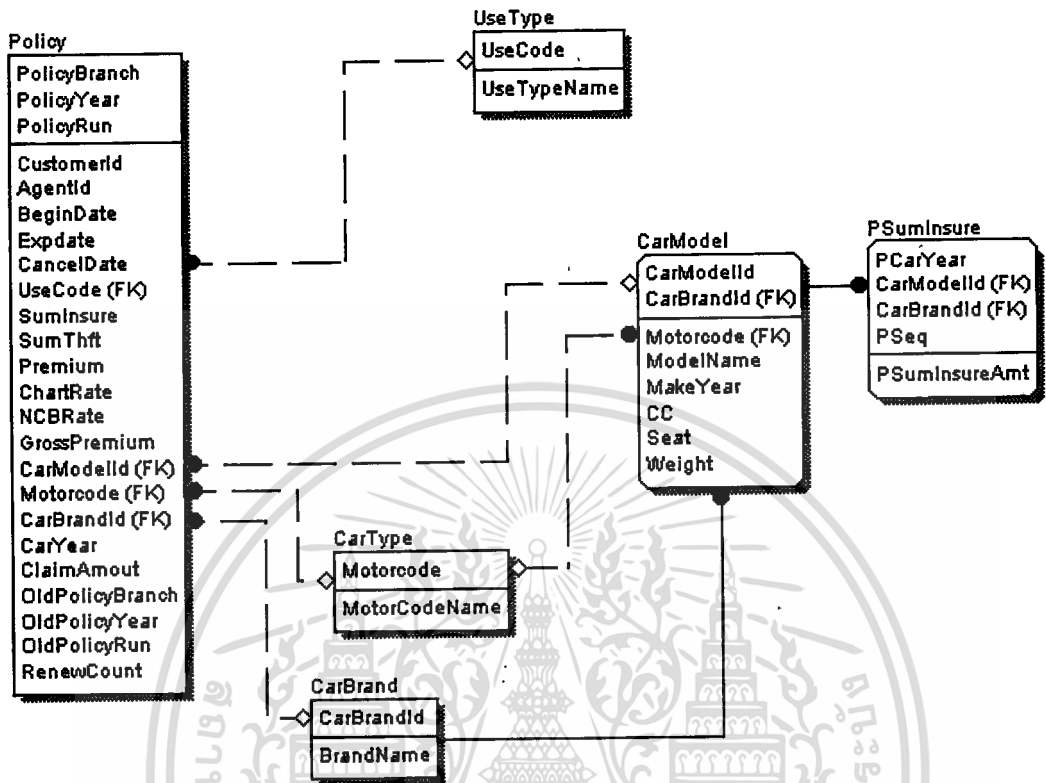 Policy
PolicyBranch
PolicyYear
PolicyRun
CustomerId
AgentId
BeginDate
Expdate
CancelDate
UseCode (FK)
SumInsure
SumThft
Premium
ChartRate
NCBRate
GrossPremium
CarModelId (FK)
Motorcode (FK)
CarBrandId (FK)
CarYear
ClaimAmout
OldPolicyBranch
OldPolicyYear
OldPolicyRun
RenewCount
UseType
UseCode
UseTypeName
CarModel
CarModelId
CarBrandId (FK)
Motorcode (FK)
ModelName
MakeYear
CC
Seat
Weight
PSumInsure
PCarYear
CarModelId (FK)
CarBrandId (FK)
PSeq
PSumInsureAmt
CarType
Motorcode
MotorCodeName
CarBrand
CarBrandId
BrandName